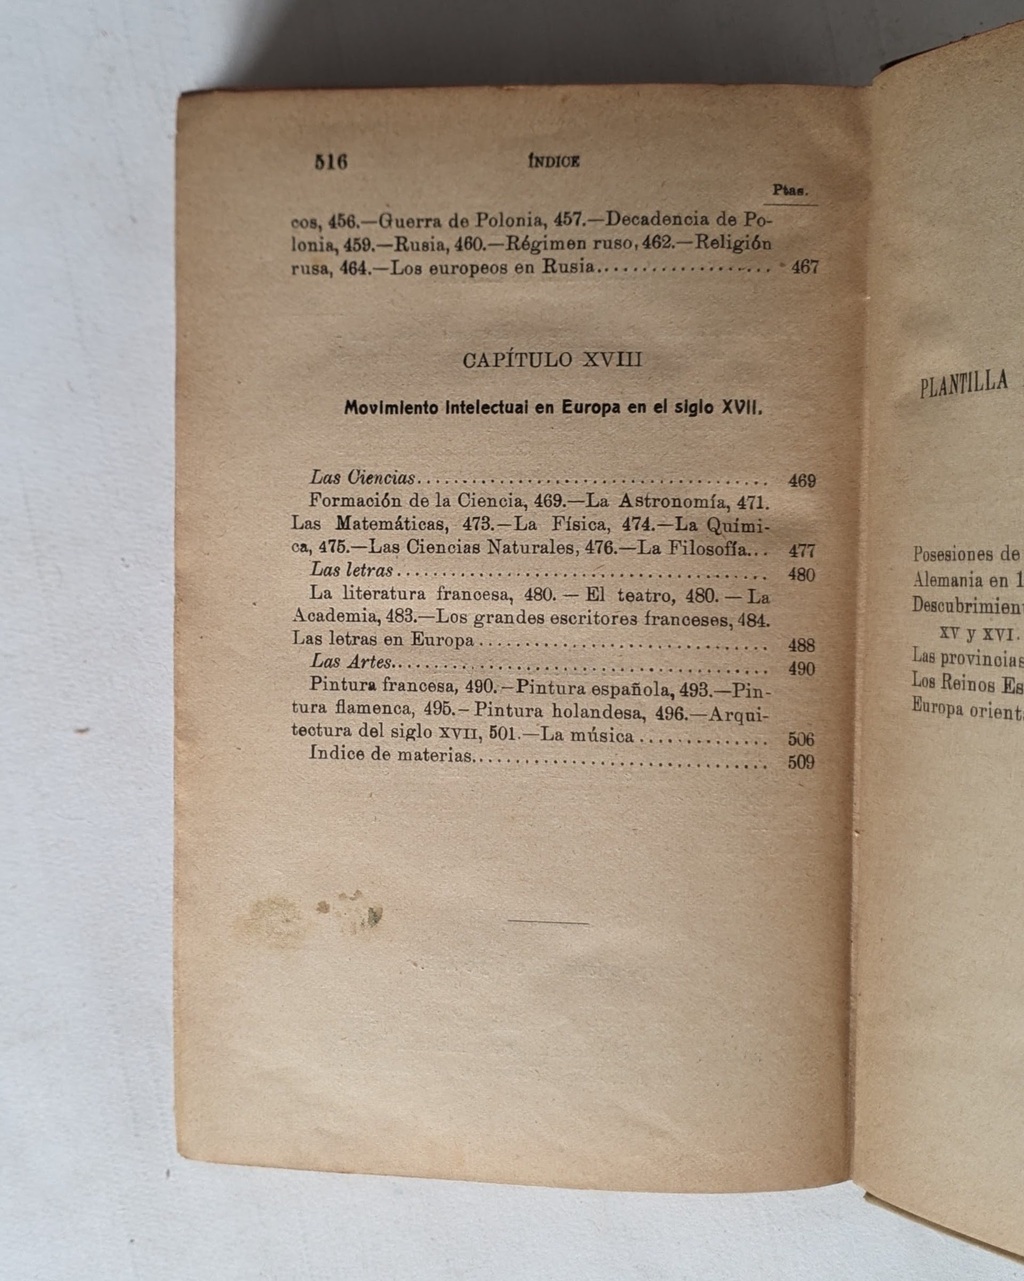 516 ÍNDICE
Ptas.
cos, 456.—Guerra de Polonia, 457.—Decadencia de Po-
lonia, 459.—Rusia, 460.—Régimen ruso, 462.—Religión
rusa, 464.—Los europeos en Rusia.................. 467
CAPÍTULO XVIII
Movimiento intelectual en Europa en el siglo XVII.
Las Ciencias..................................... 469
Formación de la Ciencia, 469.—La Astronomía, 471.
Las Matemáticas, 473.—La Física, 474.—La Quími-
ca, 475.—Las Ciencias Naturales, 476.—La Filosofía... 477
Las letras....................................... 480
La literatura francesa, 480.—El teatro, 480.—La
Academia, 483.—Los grandes escritores franceses, 484.
Las letras en Europa............................. 488
Las Artes........................................ 490
Pintura francesa, 490.—Pintura española, 493.—Pin-
tura flamenca, 495.—Pintura holandesa, 496.—Arqui-
tectura del siglo XVII, 501.—La música.............. 506
Indice de materias............................... 509
PLANTILLA
Posesiones de
Alemania en 1
Descubrimien
XV y XVI.
Las provincias
Los Reinos Es
Europa orient